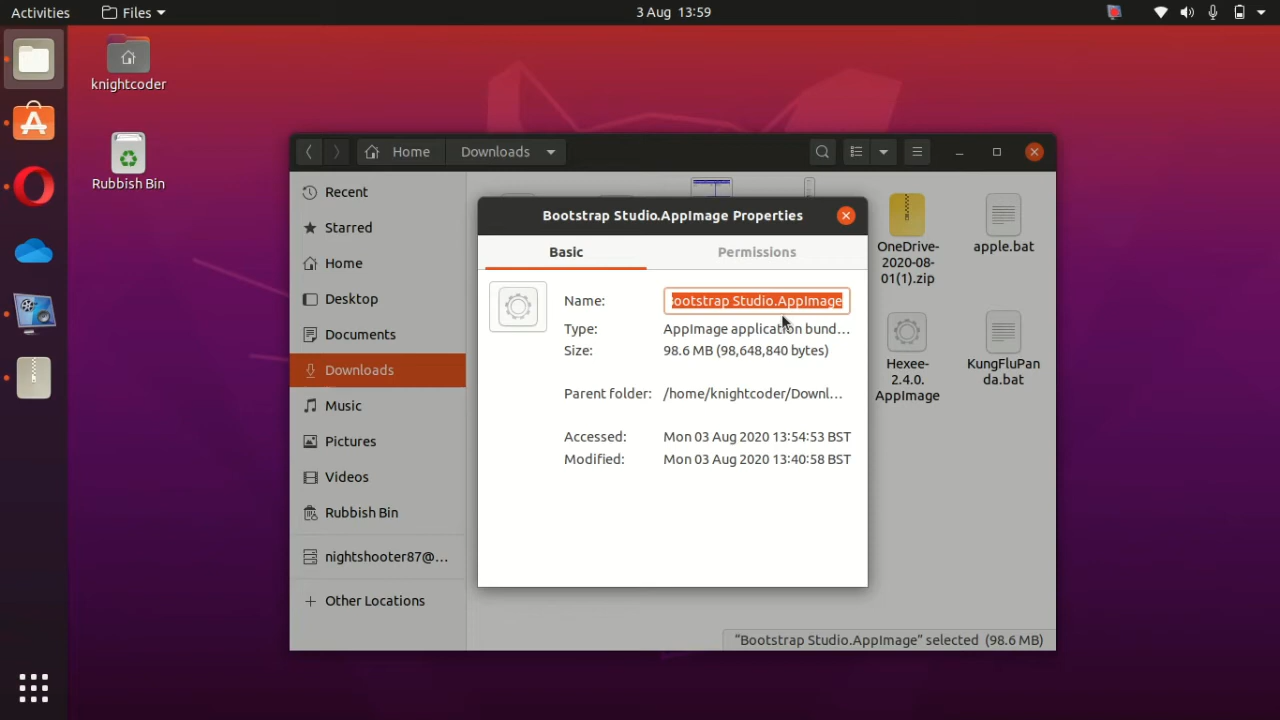 Activities
Files
3 Aug 13:59
knightcoder
Rubbish Bin
Home
Downloads
Recent
Starred
Home
Desktop
Documents
Downloads
Music
Pictures
Videos
Rubbish Bin
nightshooter87@...
+ Other Locations
Bootstrap Studio.AppImage Properties
Basic
Permissions
Name:
Bootstrap Studio.AppImage
Type:
AppImage application bund...
Size:
98.6 MB (98,648,840 bytes)
Parent folder:
/home/knightcoder/Downl...
Accessed:
Mon 03 Aug 2020 13:54:53 BST
Modified:
Mon 03 Aug 2020 13:40:58 BST
OneDrive-
2020-08-
01(1).zip
apple.bat
Hexee-
2.4.0.
AppImage
KungFluPan
da.bat
"Bootstrap Studio.AppImage" selected (98.6 MB)